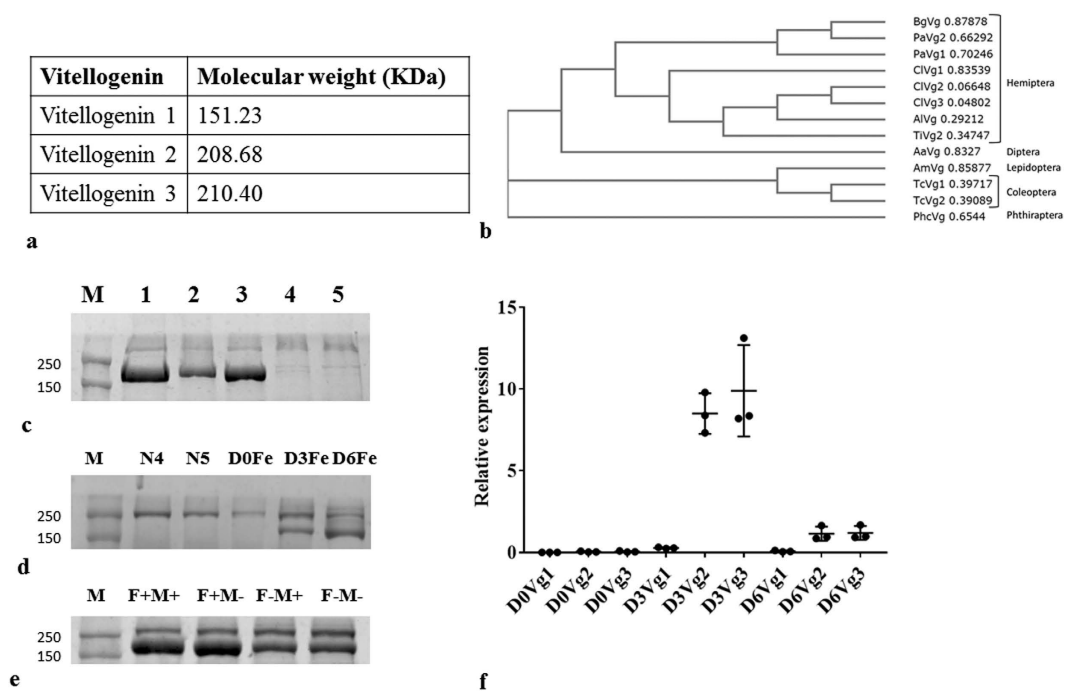 Vitellogenin Molecular weight (KDa)
Vitellogenin 1 151.23
Vitellogenin 2 208.68
Vitellogenin 3 210.40
a
BgVg 0.87878
PaVg2 0.66292
PaVg1 0.70246
ClVg1 0.83539
ClVg2 0.06648
ClVg3 0.04802
AlVg 0.29212
TiVg2 0.34747
AaVg 0.8327
AmVg 0.85877
TcVg1 0.39717
TcVg2 0.39089
PhcVg 0.6544
Hemiptera
Diptera
Lepidoptera
Coleoptera
Phthiraptera
b
M 1 2 3 4 5
250
150
c
M N4 N5 D0Fe D3Fe D6Fe
250
150
d
M F+M+ F+M- F-M+ F-M-
250
150
e
Relative expression
15
10
5
0
D0Vg1
D0Vg2
D0Vg3
D3Vg1
D3Vg2
D3Vg3
D6Vg1
D6Vg2
D6Vg3
f